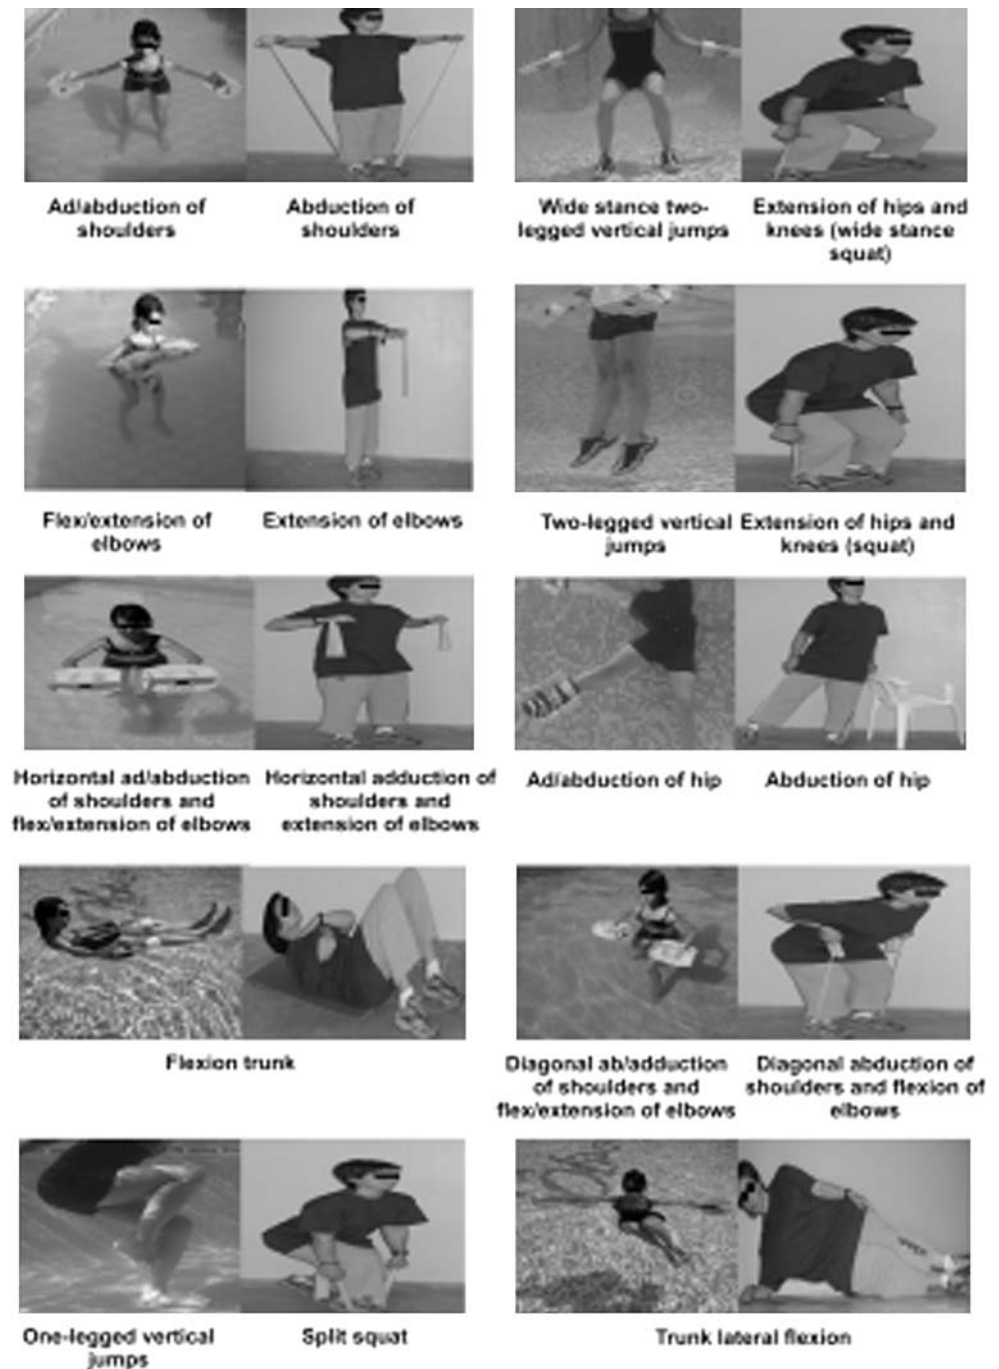 Ad/abduction of
shoulders
Abduction of
shoulders
Wide stance two-
legged vertical jumps
Extension of hips and
knees (wide stance
squat)
Flex/extension of
elbows
Extension of elbows
Two-legged vertical
jumps
Extension of hips and
knees (squat)
Horizontal ad/abduction
of shoulders and
flex/extension of elbows
Horizontal adduction of
shoulders and
extension of elbows
Ad/abduction of hip
Abduction of hip
Flexion trunk
Diagonal ab/adduction
of shoulders and
flex/extension of elbows
Diagonal abduction of
shoulders and flexion of
elbows
One-legged vertical
jumps
Split squat
Trunk lateral flexion